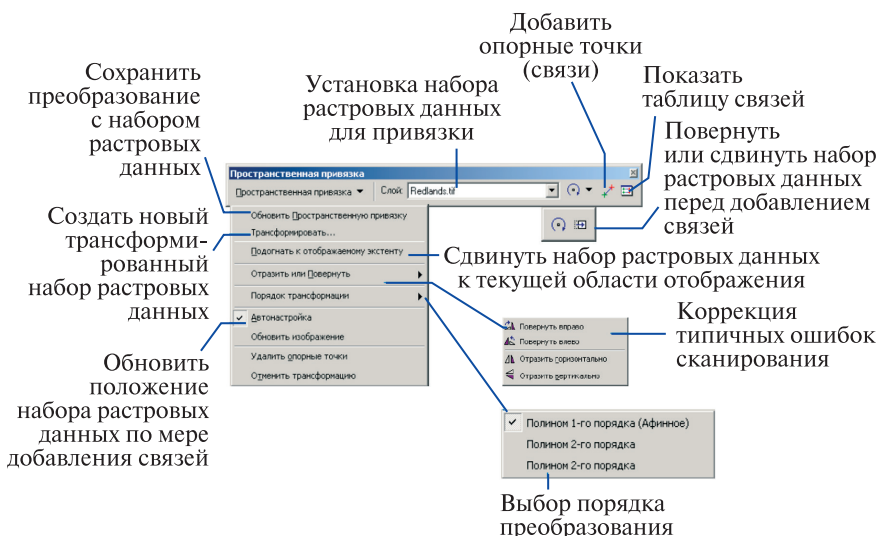 Добавить
опорные точки
(связи)
Сохранить
преобразование
с набором
растровых
данных
Установка набора
растровых данных
для привязки
Показать
таблицу связей
Повернуть
или сдвинуть набор
растровых данных
перед добавлением
связей
Пространственная привязка
Пространственная привязка
Слой: Redlands.tif
Создать новый
трансформи-
рованный
набор растровых
данных
Обновить Пространственную привязку
Трансформировать...
Подогнать к отображаемому экстенту
Отразить или Повернуть
Порядок трансформации
Автонастройка
Обновить изображение
Удалить опорные точки
Отменить трансформацию
Сдвинуть набор растровых данных
к текущей области отображения
Повернуть вправо
Повернуть влево
Отразить горизонтально
Отразить вертикально
Коррекция
типичных ошибок
сканирования
Обновить
положение
набора растровых
данных по мере
добавления связей
Полином 1-го порядка (Афинное)
Полином 2-го порядка
Полином 2-го порядка
Выбор порядка
преобразования